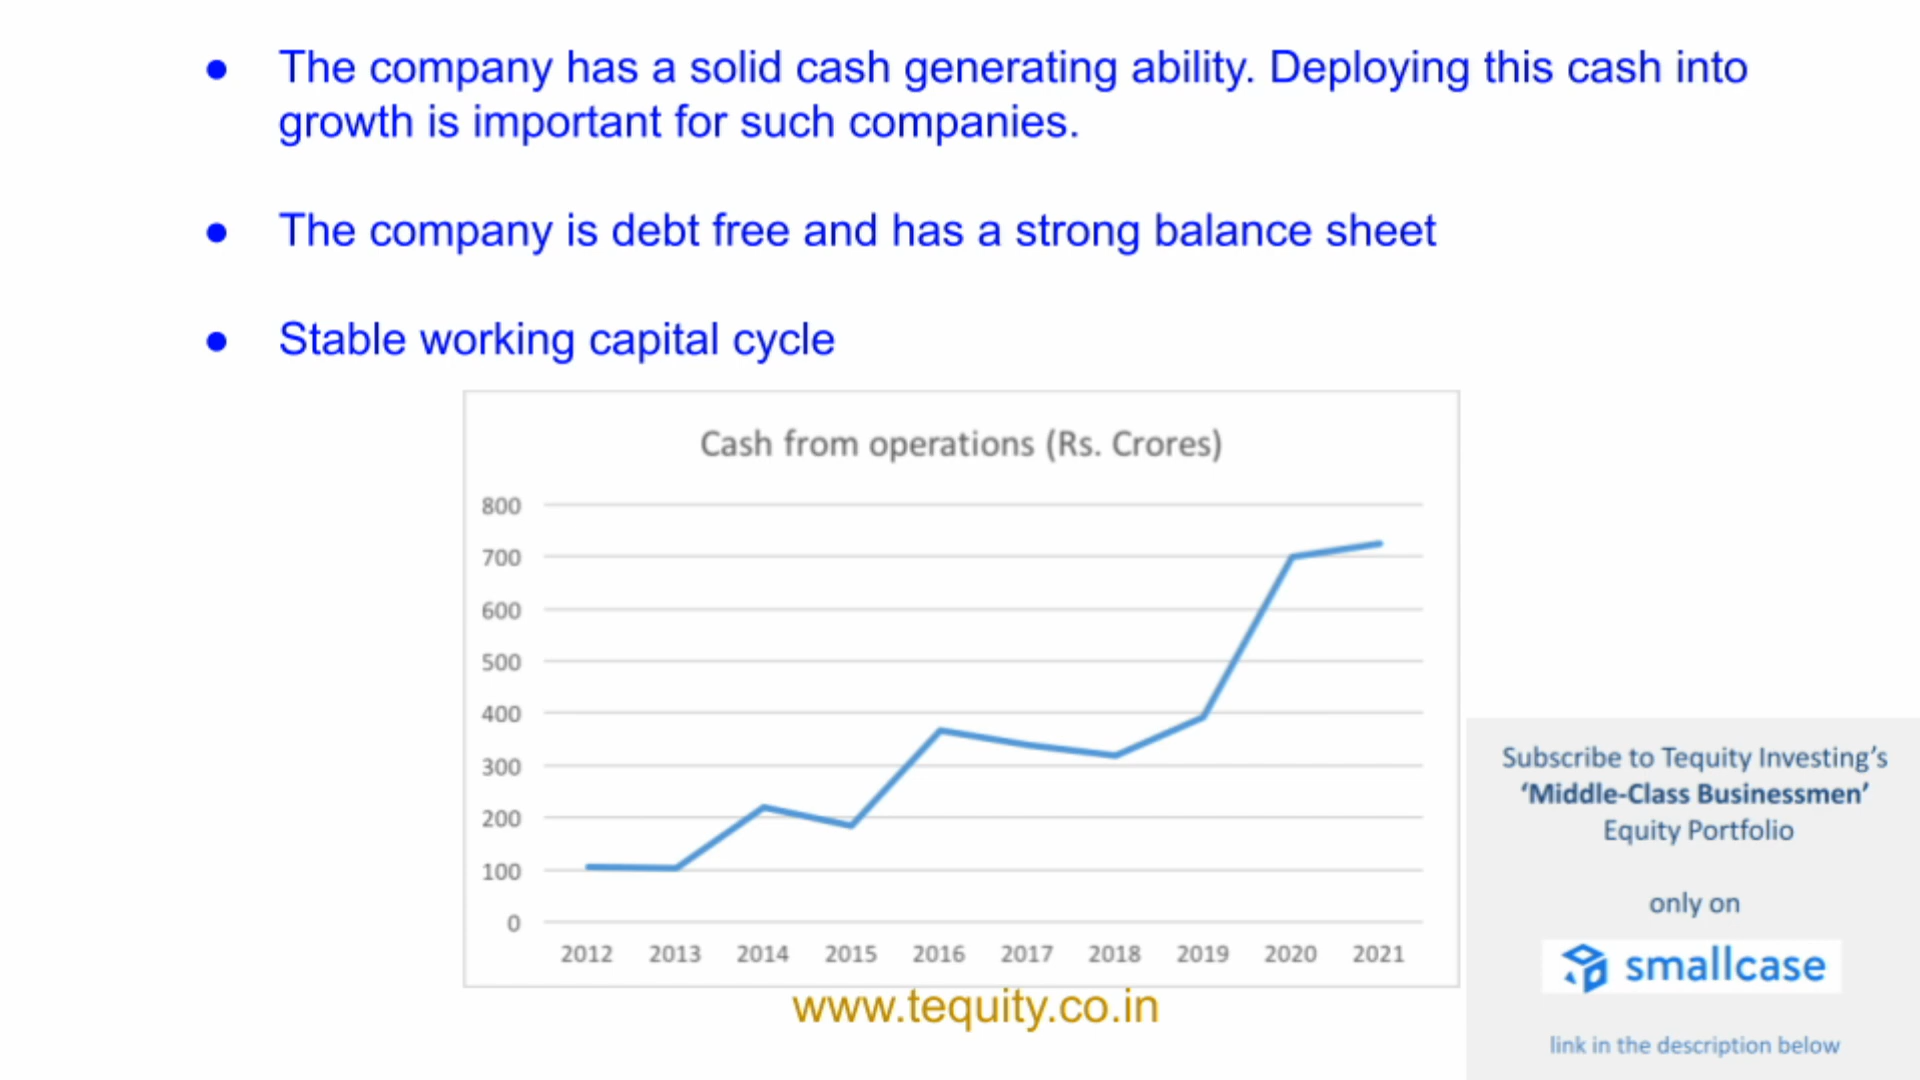 ● The company has a solid cash generating ability. Deploying this cash into
growth is important for such companies.
● The company is debt free and has a strong balance sheet
● Stable working capital cycle
Cash from operations (Rs. Crores)
800
700
600
500
400
300
200
100
0
2012 2013 2014 2015 2016 2017 2018 2019 2020 2021
www.tequity.co.in
Subscribe to Tequity Investing’s
‘Middle-Class Businessmen’
Equity Portfolio
only on
smallcase
link in the description below